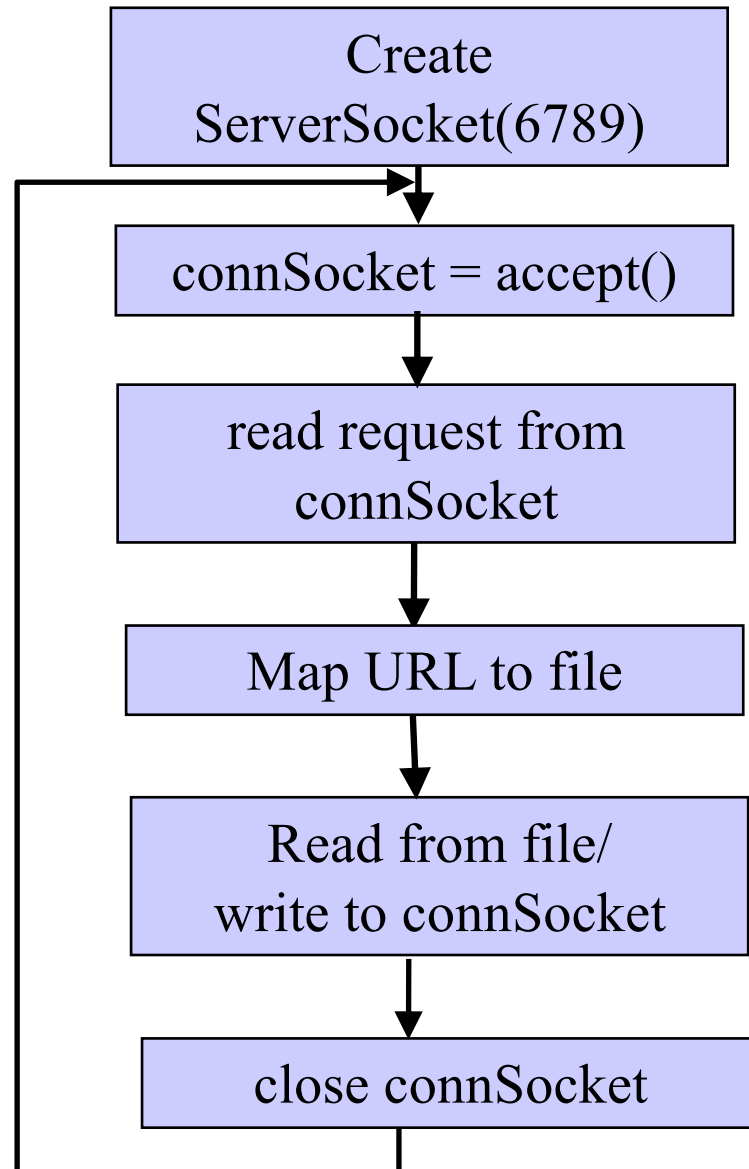 Create
ServerSocket(6789)
connSocket = accept()
read request from
connSocket
Map URL to file
Read from file/
write to connSocket
close connSocket